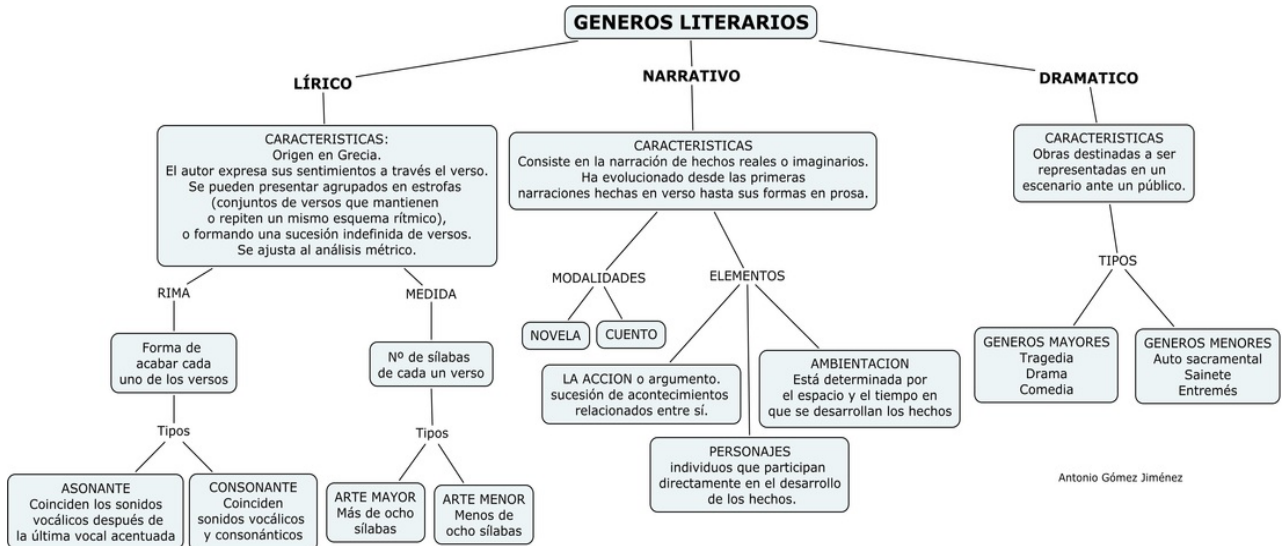 GENEROS LITERARIOS
LÍRICO
CARACTERISTICAS:
Origen en Grecia.
El autor expresa sus sentimientos a través el verso.
Se pueden presentar agrupados en estrofas
(conjuntos de versos que mantienen
o repiten un mismo esquema rítmico),
o formando una sucesión indefinida de versos.
Se ajusta al análisis métrico.
RIMA
Forma de
acabar cada
uno de los versos
Tipos
ASONANTE
Coinciden los sonidos
vocálicos después de
la última vocal acentuada
CONSONANTE
Coinciden
sonidos vocálicos
y consonánticos
MEDIDA
Nº de sílabas
de cada un verso
Tipos
ARTE MAYOR
Más de ocho
sílabas
ARTE MENOR
Menos de
ocho sílabas
NARRATIVO
CARACTERISTICAS
Consiste en la narración de hechos reales o imaginarios.
Ha evolucionado desde las primeras
narraciones hechas en verso hasta sus formas en prosa.
MODALIDADES
NOVELA
CUENTO
ELEMENTOS
LA ACCION o argumento.
sucesión de acontecimientos
relacionados entre sí.
PERSONAJES
individuos que participan
directamente en el desarrollo
de los hechos.
AMBIENTACION
Está determinada por
el espacio y el tiempo en
que se desarrollan los hechos
DRAMATICO
CARACTERISTICAS
Obras destinadas a ser
representadas en un
escenario ante un público.
TIPOS
GENEROS MAYORES
Tragedia
Drama
Comedia
GENEROS MENORES
Auto sacramental
Sainete
Entremés
Antonio Gómez Jiménez